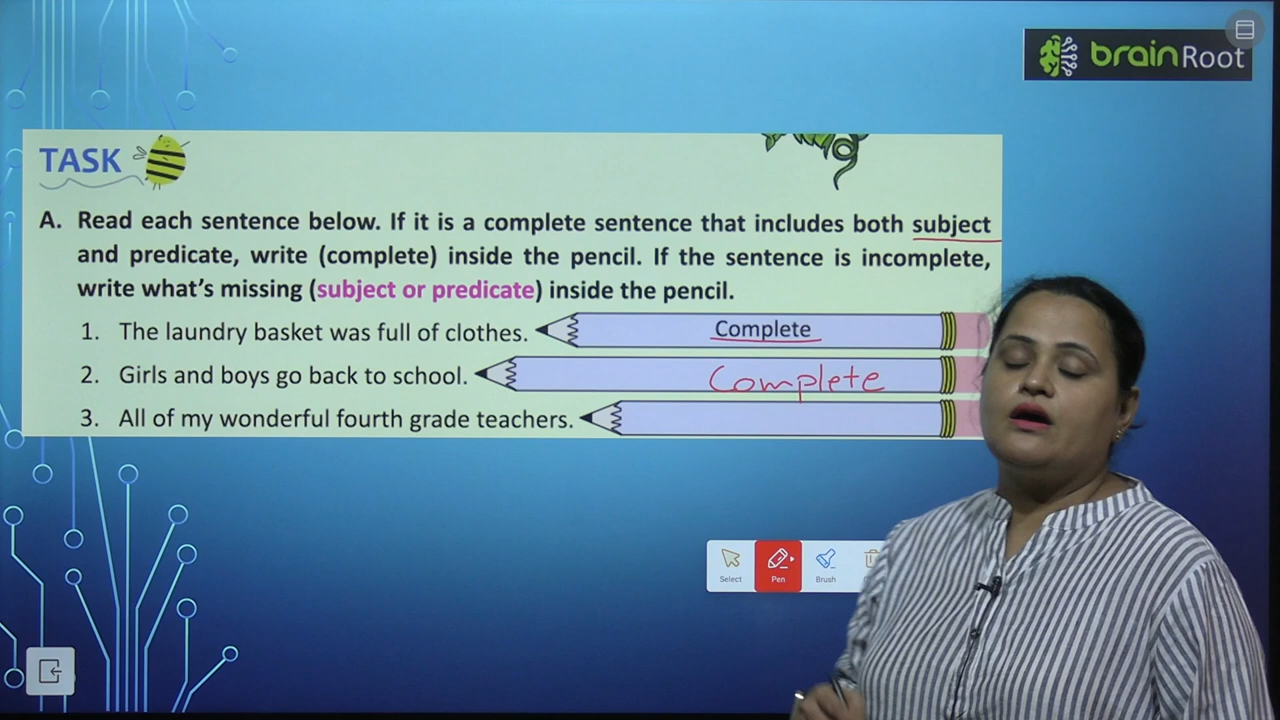 brainRoot
TASK
A. Read each sentence below. If it is a complete sentence that includes both subject
and predicate, write (complete) inside the pencil. If the sentence is incomplete,
write what's missing (subject or predicate) inside the pencil.
1. The laundry basket was full of clothes. Complete
2. Girls and boys go back to school. Complete
3. All of my wonderful fourth grade teachers.
Select Pen Brush